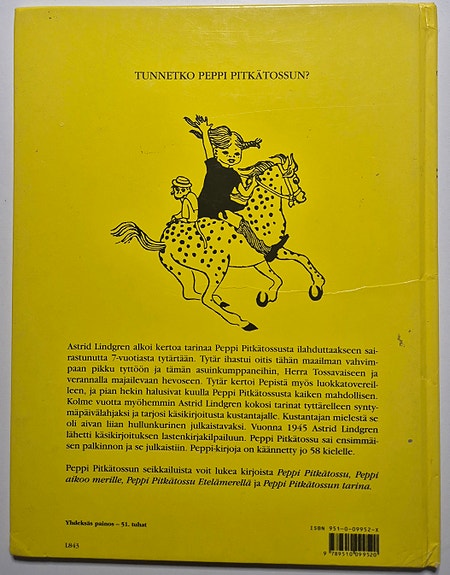 TUNNETKO PEPPI PITKÄTOSSUN?
Astrid Lindgren alkoi kertoa tarinaa Peppi Pitkätossusta ilahduttaakseen sai-
rastunutta 7-vuotiasta tytärtään. Tytär ihastui oitis tähän maailman vahvim-
paan pikku tyttöön ja tämän asuinkumppaneihin, Herra Tossavaiseen ja
verannalla majailevaan hevoseen. Tytär kertoi Pepistä myös luokkatovereil-
leen, ja pian hekin halusivat kuulla Peppi Pitkätossusta kaiken mahdollisen.
Kolme vuotta myöhemmin Astrid Lindgren kokosi tarinat tyttärelleen synty-
mäpäivälahjaksi ja tarjosi käsikirjoitusta kustantajalle. Kustantajan mielestä se
oli aivan liian hullunkurinen julkaistavaksi. Vuonna 1945 Astrid Lindgren
lähetti käsikirjoituksen lastenkirjakilpailuun. Peppi Pitkätossu sai ensimmäi-
sen palkinnon ja se julkaistiin. Peppi-kirjoja on käännetty jo 58 kielelle.
Peppi Pitkätossun seikkailuista voit lukea kirjoista Peppi Pitkätossu, Peppi
aikoo merille, Peppi Pitkätossu Etelämerellä ja Peppi Pitkätossun tarina.
Yhdeksäs painos – 51. tuhat
L843
ISBN 951-0-09952-X
9 789510 099520